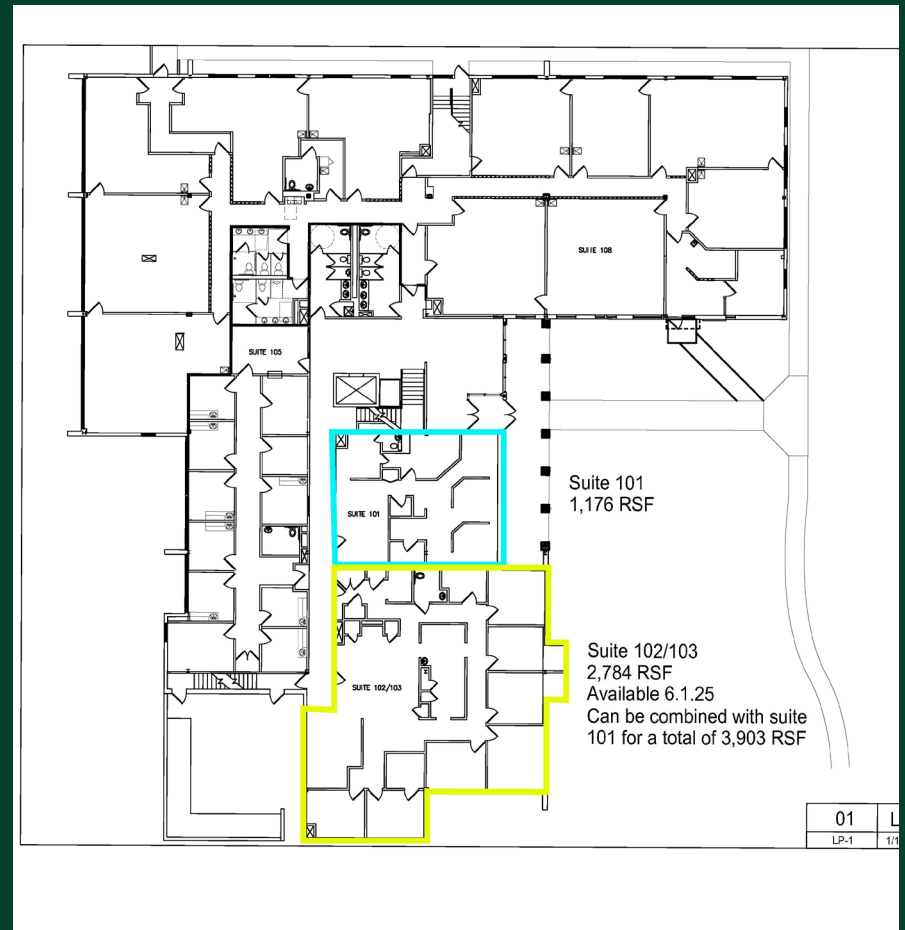 SUITE 108
SUITE 105
SUITE 101
Suite 101
1,176 RSF
SUITE 102/103
Suite 102/103
2,784 RSF
Available 6.1.25
Can be combined with suite
101 for a total of 3,903 RSF
01
L
LP-1
1/1